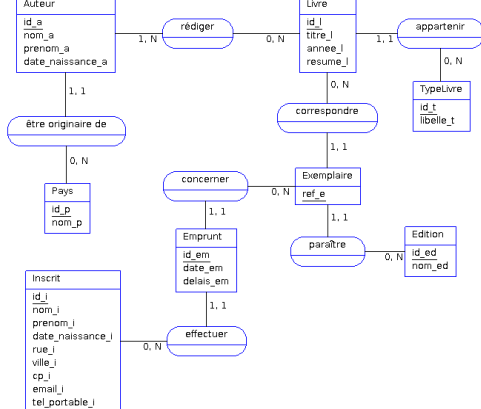 Auteur
id_a
nom_a
prenom_a
date_naissance_a
1, N
rédiger
0, N
Livre
id_l
titre_l
annee_l
resume_l
1, 1
appartenir
0, N
TypeLivre
id_t
libelle_t
1, 1
être originaire de
0, N
Pays
id_p
nom_p
0, N
correspondre
1, 1
Exemplaire
ref_e
concerner
0, N
1, 1
Emprunt
id_em
date_em
delais_em
1, 1
paraître
0, N
Edition
id_ed
nom_ed
1, 1
effectuer
0, N
Inscrit
id_i
nom_i
prenom_i
date_naissance_i
rue_i
ville_i
cp_i
email_i
tel_portable_i